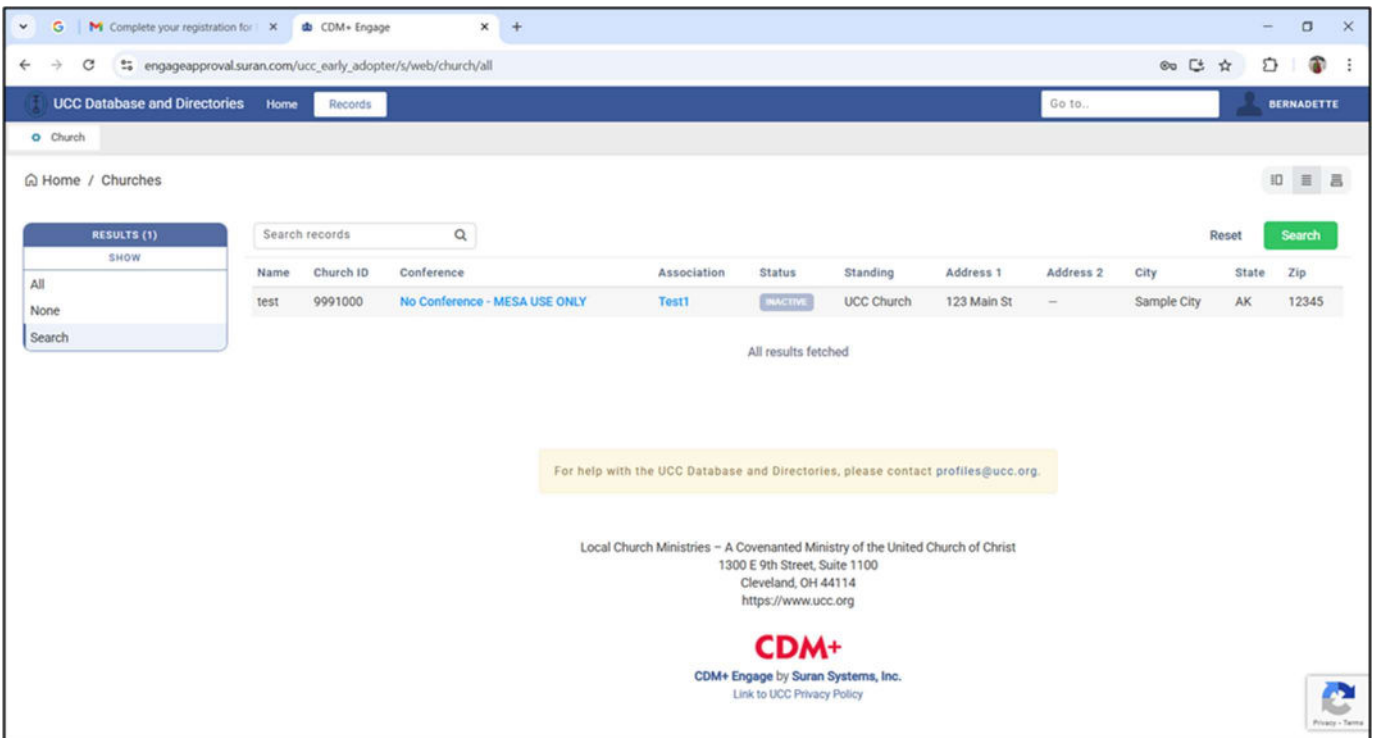 Complete your registration for
CDM+ Engage
engageapproval.suran.com/ucc_early_adopter/s/web/church/all
UCC Database and Directories Home Records Go to.. BERNADETTE
Church
Home / Churches
RESULTS (1)
SHOW
All
None
Search
Search records Reset Search
Name Church ID Conference Association Status Standing Address 1 Address 2 City State Zip
test 9991000 No Conference - MESA USE ONLY Test1 INACTIVE UCC Church 123 Main St – Sample City AK 12345
All results fetched
For help with the UCC Database and Directories, please contact profiles@ucc.org.
Local Church Ministries – A Covenanted Ministry of the United Church of Christ
1300 E 9th Street, Suite 1100
Cleveland, OH 44114
https://www.ucc.org
CDM+
CDM+ Engage by Suran Systems, Inc.
Link to UCC Privacy Policy
Privacy - Terms